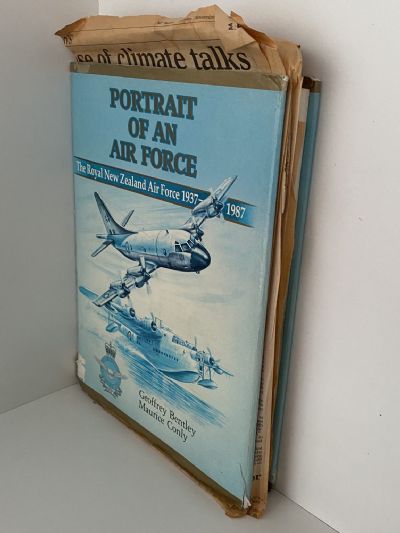 se of climate talks
PORTRAIT
OF AN
AIR FORCE
The Royal New Zealand Air Force 1937
1987
Geoffrey Bentley
Maurice Conly